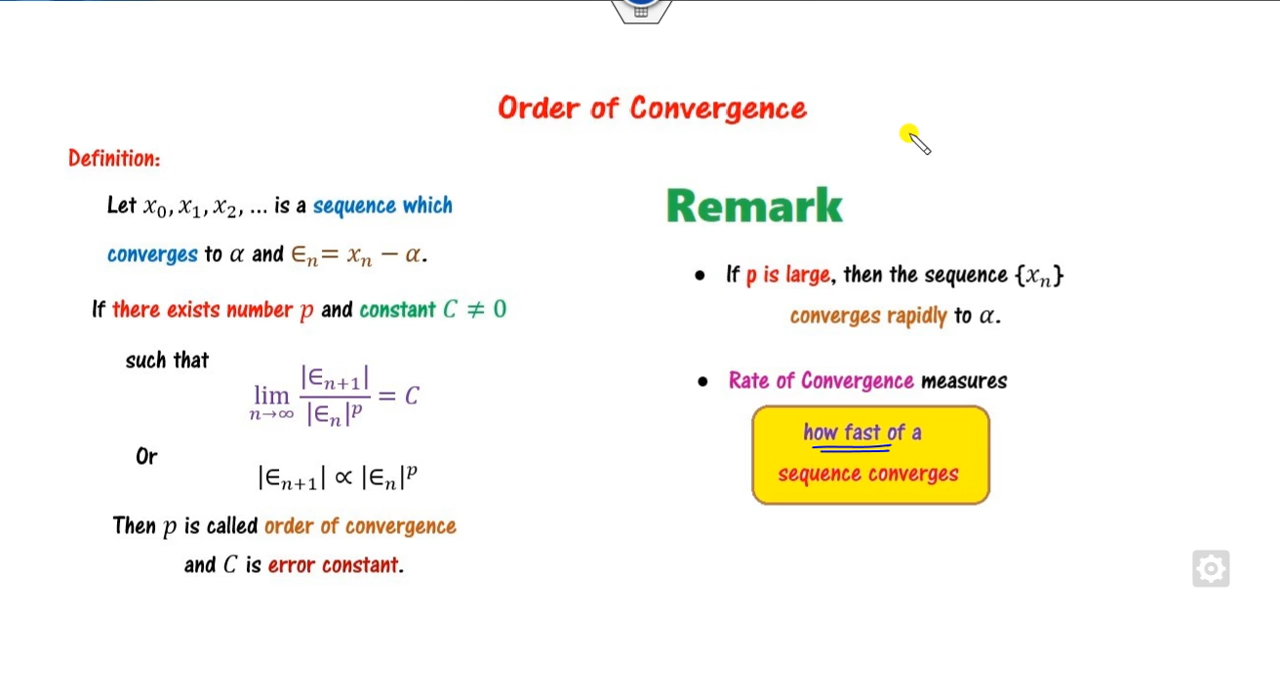 Order of Convergence
Definition:
Let x₀, x₁, x₂, … is a sequence which
converges to α and ∈ₙ= xₙ − α.
If there exists number p and constant C ≠ 0
such that
lim n→∞ |∈ₙ₊₁| / |∈ₙ|ᵖ = C
Or
|∈ₙ₊₁| ∝ |∈ₙ|ᵖ
Then p is called order of convergence
and C is error constant.
Remark
• If p is large, then the sequence {xₙ}
converges rapidly to α.
• Rate of Convergence measures
how fast of a
sequence converges